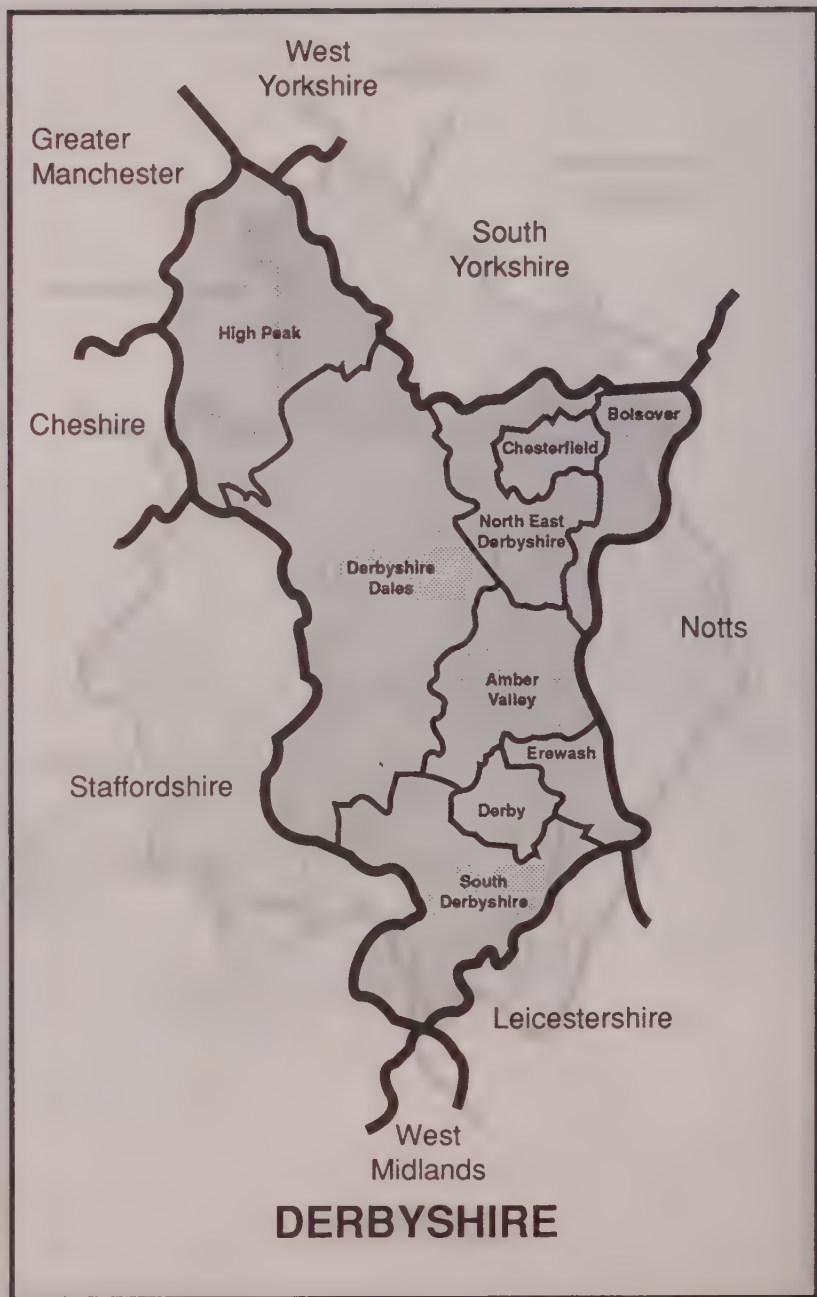 West
Yorkshire
Greater
Manchester
South
Yorkshire
High Peak
Bolsover
Cheshire
Chesterfield
North East
Derbyshire
Derbyshire
Dales
Notts
Amber
Valley
Erewash
Staffordshire
Derby
South
Derbyshire
Leicestershire
West
Midlands
DERBYSHIRE